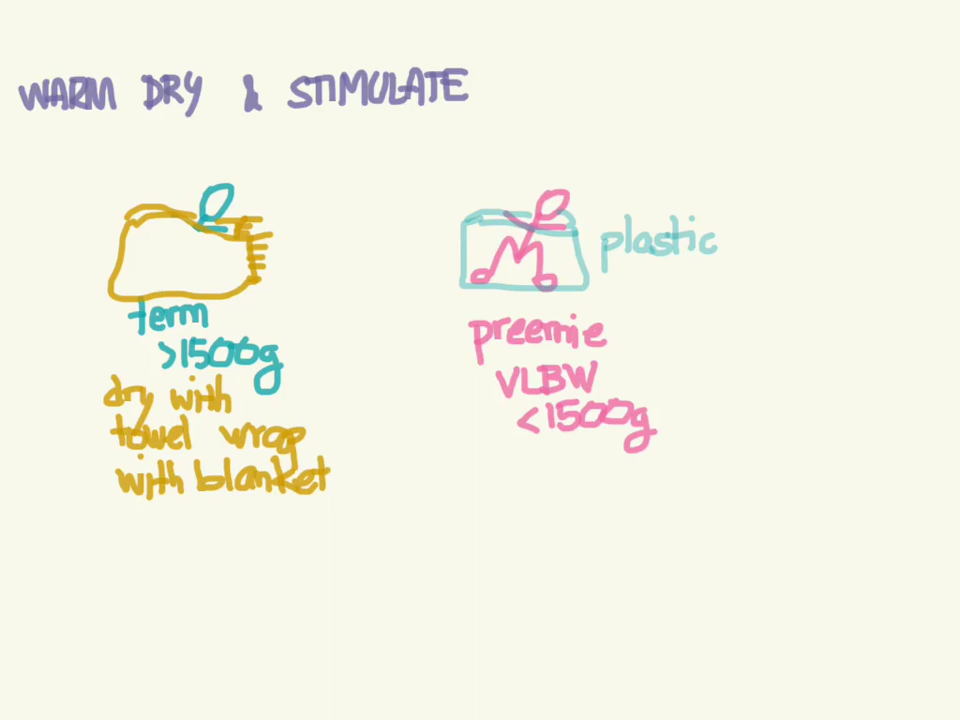 WARM DRY & STIMULATE
plastic
term
>1500g
dry with
towel wrap
with blanket
preemie
VLBW
<1500g